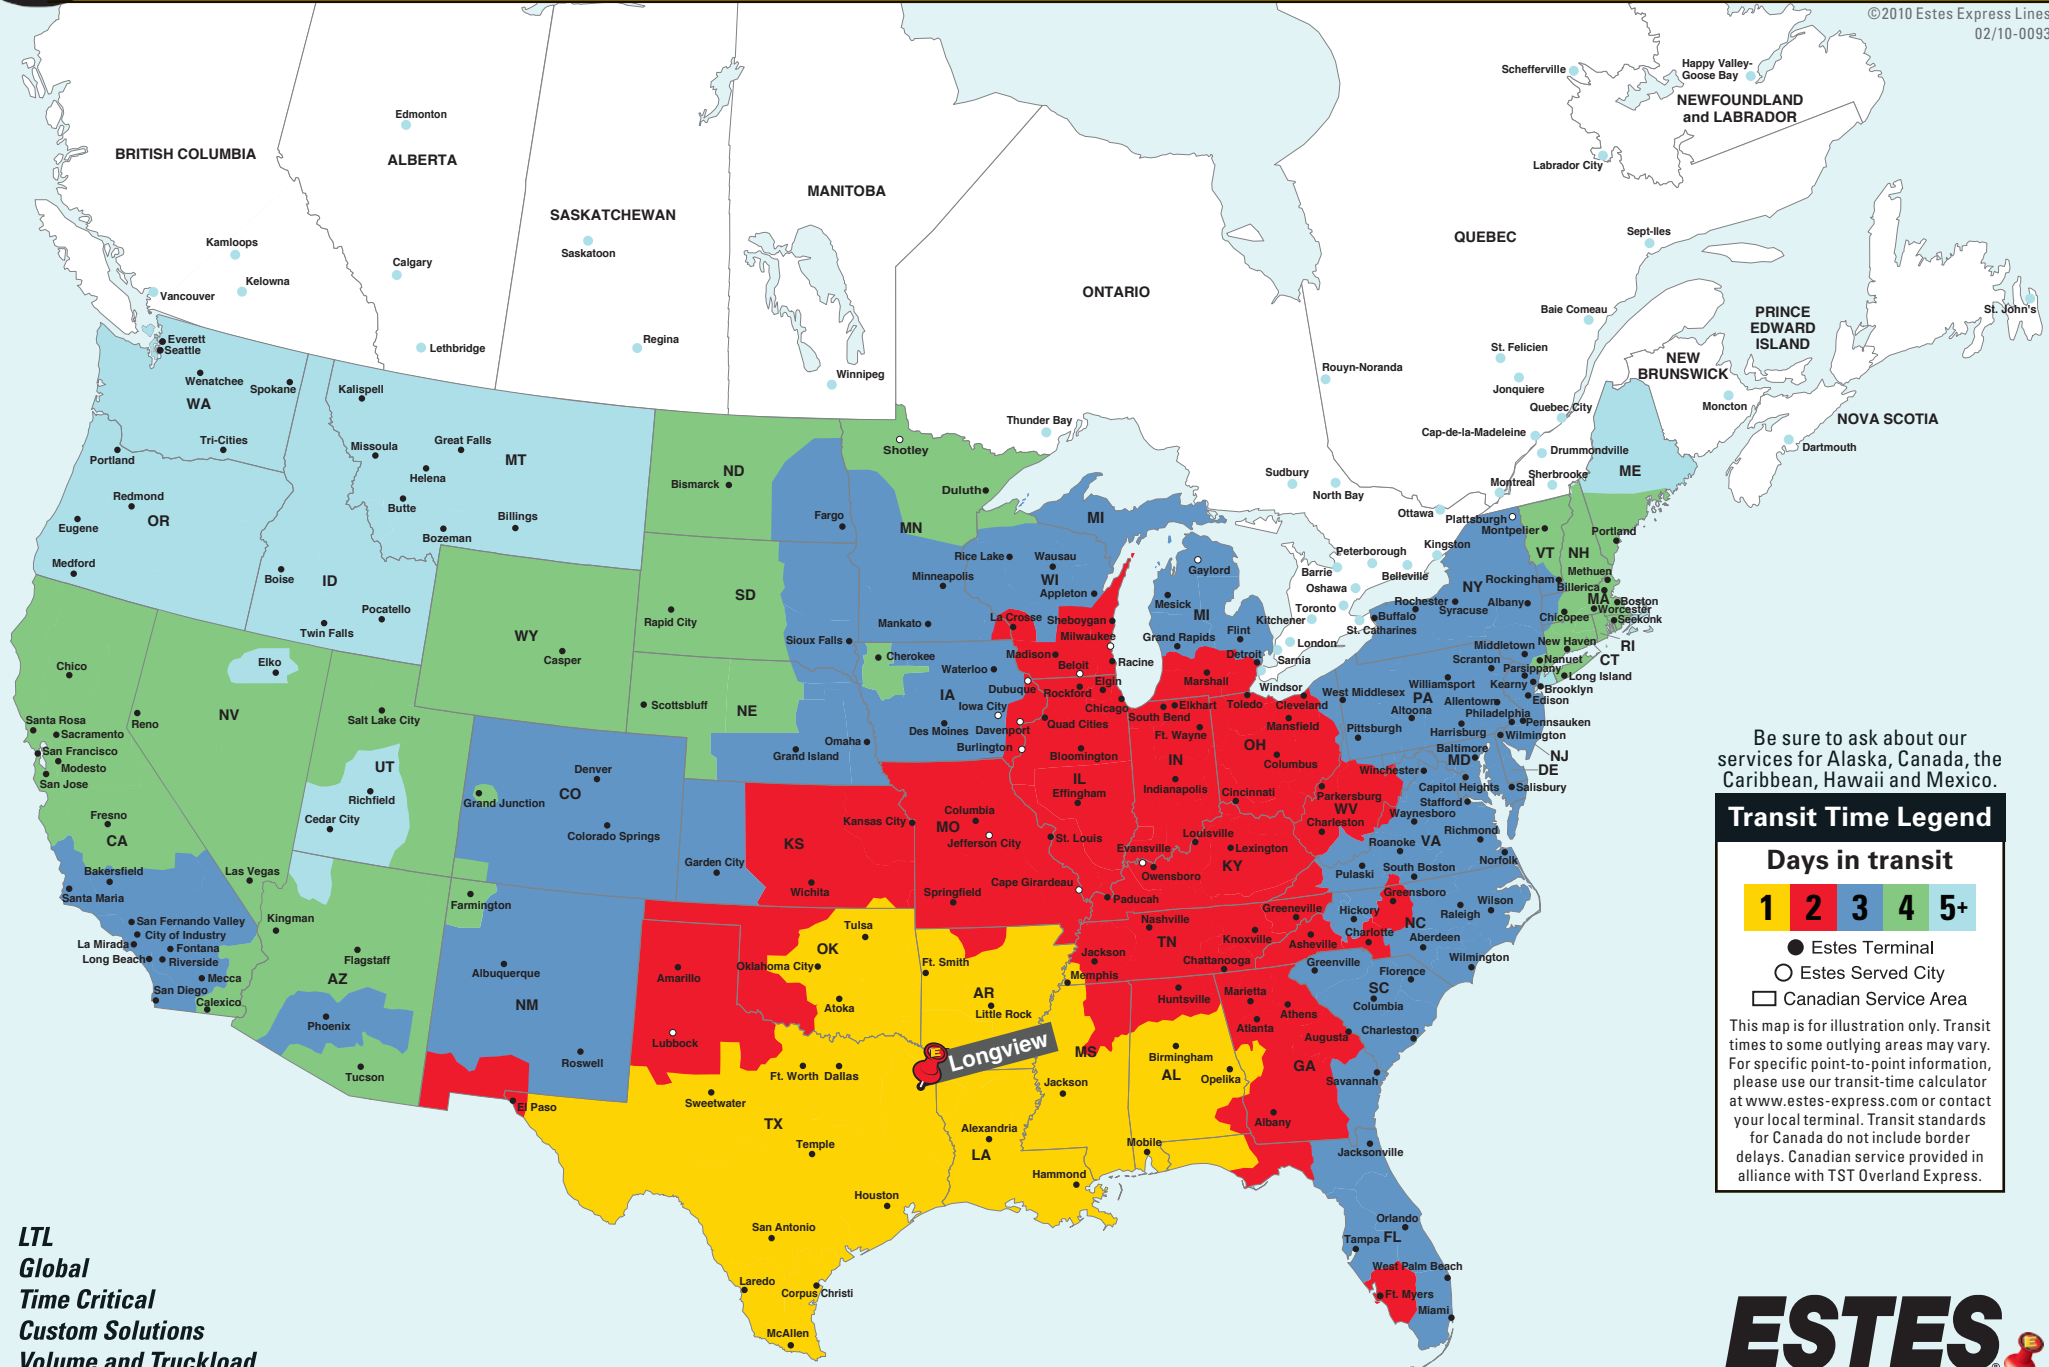 ©2010 Estes Express Lines
02/10-0093
Schefferville
Happy Valley-
Goose Bay
NEWFOUNDLAND
and LABRADOR
Labrador City
Edmonton
BRITISH COLUMBIA
ALBERTA
MANITOBA
SASKATCHEWAN
Saskatoon
QUEBEC
Sept-Iles
Kamloops
Calgary
Kelowna
Vancouver
ONTARIO
Baie Comeau
St. John's
PRINCE
EDWARD
ISLAND
Everett
Seattle
Lethbridge
Regina
St. Felicien
NEW
BRUNSWICK
Rouyn-Noranda
Winnipeg
Jonquiere
Wenatchee
Spokane
Kalispell
WA
Quebec City
Moncton
NOVA SCOTIA
Thunder Bay
Cap-de-la-Madeleine
Dartmouth
Tri-Cities
Portland
Missoula
Great Falls
MT
Shotley
Drummondville
Helena
ND
Bismarck
Duluth
Sudbury
North Bay
Sherbrooke
Montreal
ME
Redmond
OR
Eugene
Butte
Billings
Bozeman
Fargo
MN
MI
Ottawa
Plattsburgh
Montpelier
Portland
Medford
Boise
ID
Rice Lake
Wausau
WI
Appleton
Minneapolis
Gaylord
Kingston
Peterborough
Barrie
Belleville
Oshawa
VT
NH
Methuen
Billerica
Rockingham
NY
MA
Boston
Worcester
Seekonk
Chicopee
Pocatello
Twin Falls
SD
Rapid City
Mankato
La Crosse
Sheboygan
Milwaukee
Mesick
MI
Grand Rapids
Flint
Toronto
Kitchener
St. Catharines
Rochester
Syracuse
Albany
Buffalo
WY
Casper
Sioux Falls
Cherokee
Waterloo
Madison
Beloit
Racine
Detroit
London
Sarnia
Middletown
New Haven
RI
CT
Chico
Elko
Scranton
Nanuet
Parsippany
Long Island
Scottsbluff
NE
IA
Dubuque
Iowa City
Rockford
Elgin
Chicago
Marshall
Elkhart
South Bend
Toledo
Windsor
Cleveland
West Middlesex
Williamsport
PA
Kearny
Brooklyn
Edison
Santa Rosa
Sacramento
Reno
NV
Salt Lake City
Des Moines
Davenport
Quad Cities
Burlington
Ft. Wayne
Mansfield
Altoona
Allentown
Philadelphia
Pennsauken
Pittsburgh
Harrisburg
Wilmington
San Francisco
Modesto
San Jose
UT
Richfield
Omaha
Grand Island
Bloomington
IN
OH
Columbus
Baltimore
MD
NJ
DE
Be sure to ask about our
services for Alaska, Canada, the
Caribbean, Hawaii and Mexico.
Denver
CO
Grand Junction
Colorado Springs
IL
Effingham
Indianapolis
Cincinnati
Parkersburg
WV
Charleston
Winchester
Capitol Heights
Salisbury
Stafford
Waynesboro
Fresno
CA
Cedar City
Kansas City
Columbia
MO
Jefferson City
St. Louis
Louisville
Richmond
KS
Evansville
Lexington
KY
Owensboro
Roanoke
VA
Norfolk
Bakersfield
Las Vegas
Garden City
Wichita
Springfield
Cape Girardeau
Paducah
Pulaski
South Boston
Santa Maria
Farmington
Greensboro
Wilson
Kingman
San Fernando Valley
City of Industry
Tulsa
Nashville
Greeneville
Hickory
Raleigh
NC
La Mirada
Fontana
Long Beach
Riverside
Flagstaff
OK
TN
Knoxville
Asheville
Charlotte
Aberdeen
Mecca
AZ
Albuquerque
Amarillo
Oklahoma City
Ft. Smith
Jackson
Memphis
Chattanooga
Greenville
Florence
Wilmington
San Diego
Calexico
NM
Atoka
AR
Little Rock
Huntsville
Marietta
Athens
SC
Columbia
Phoenix
Lubbock
Atlanta
Augusta
Charleston
Roswell
Longview
MS
Birmingham
AL
Opelika
GA
Savannah
Tucson
Ft. Worth
Dallas
Jackson
Sweetwater
El Paso
TX
Temple
Alexandria
LA
Albany
Mobile
Jacksonville
Hammond
Houston
San Antonio
Orlando
Tampa
FL
West Palm Beach
Laredo
Corpus Christi
Ft. Myers
Miami
McAllen
Transit Time Legend
Days in transit
1 2 3 4 5+
Estes Terminal
Estes Served City
Canadian Service Area
This map is for illustration only. Transit
times to some outlying areas may vary.
For specific point-to-point information,
please use our transit-time calculator
at www.estes-express.com or contact
your local terminal. Transit standards
for Canada do not include border
delays. Canadian service provided in
alliance with TST Overland Express.
LTL
Global
Time Critical
Custom Solutions
Volume and Truckload
ESTES